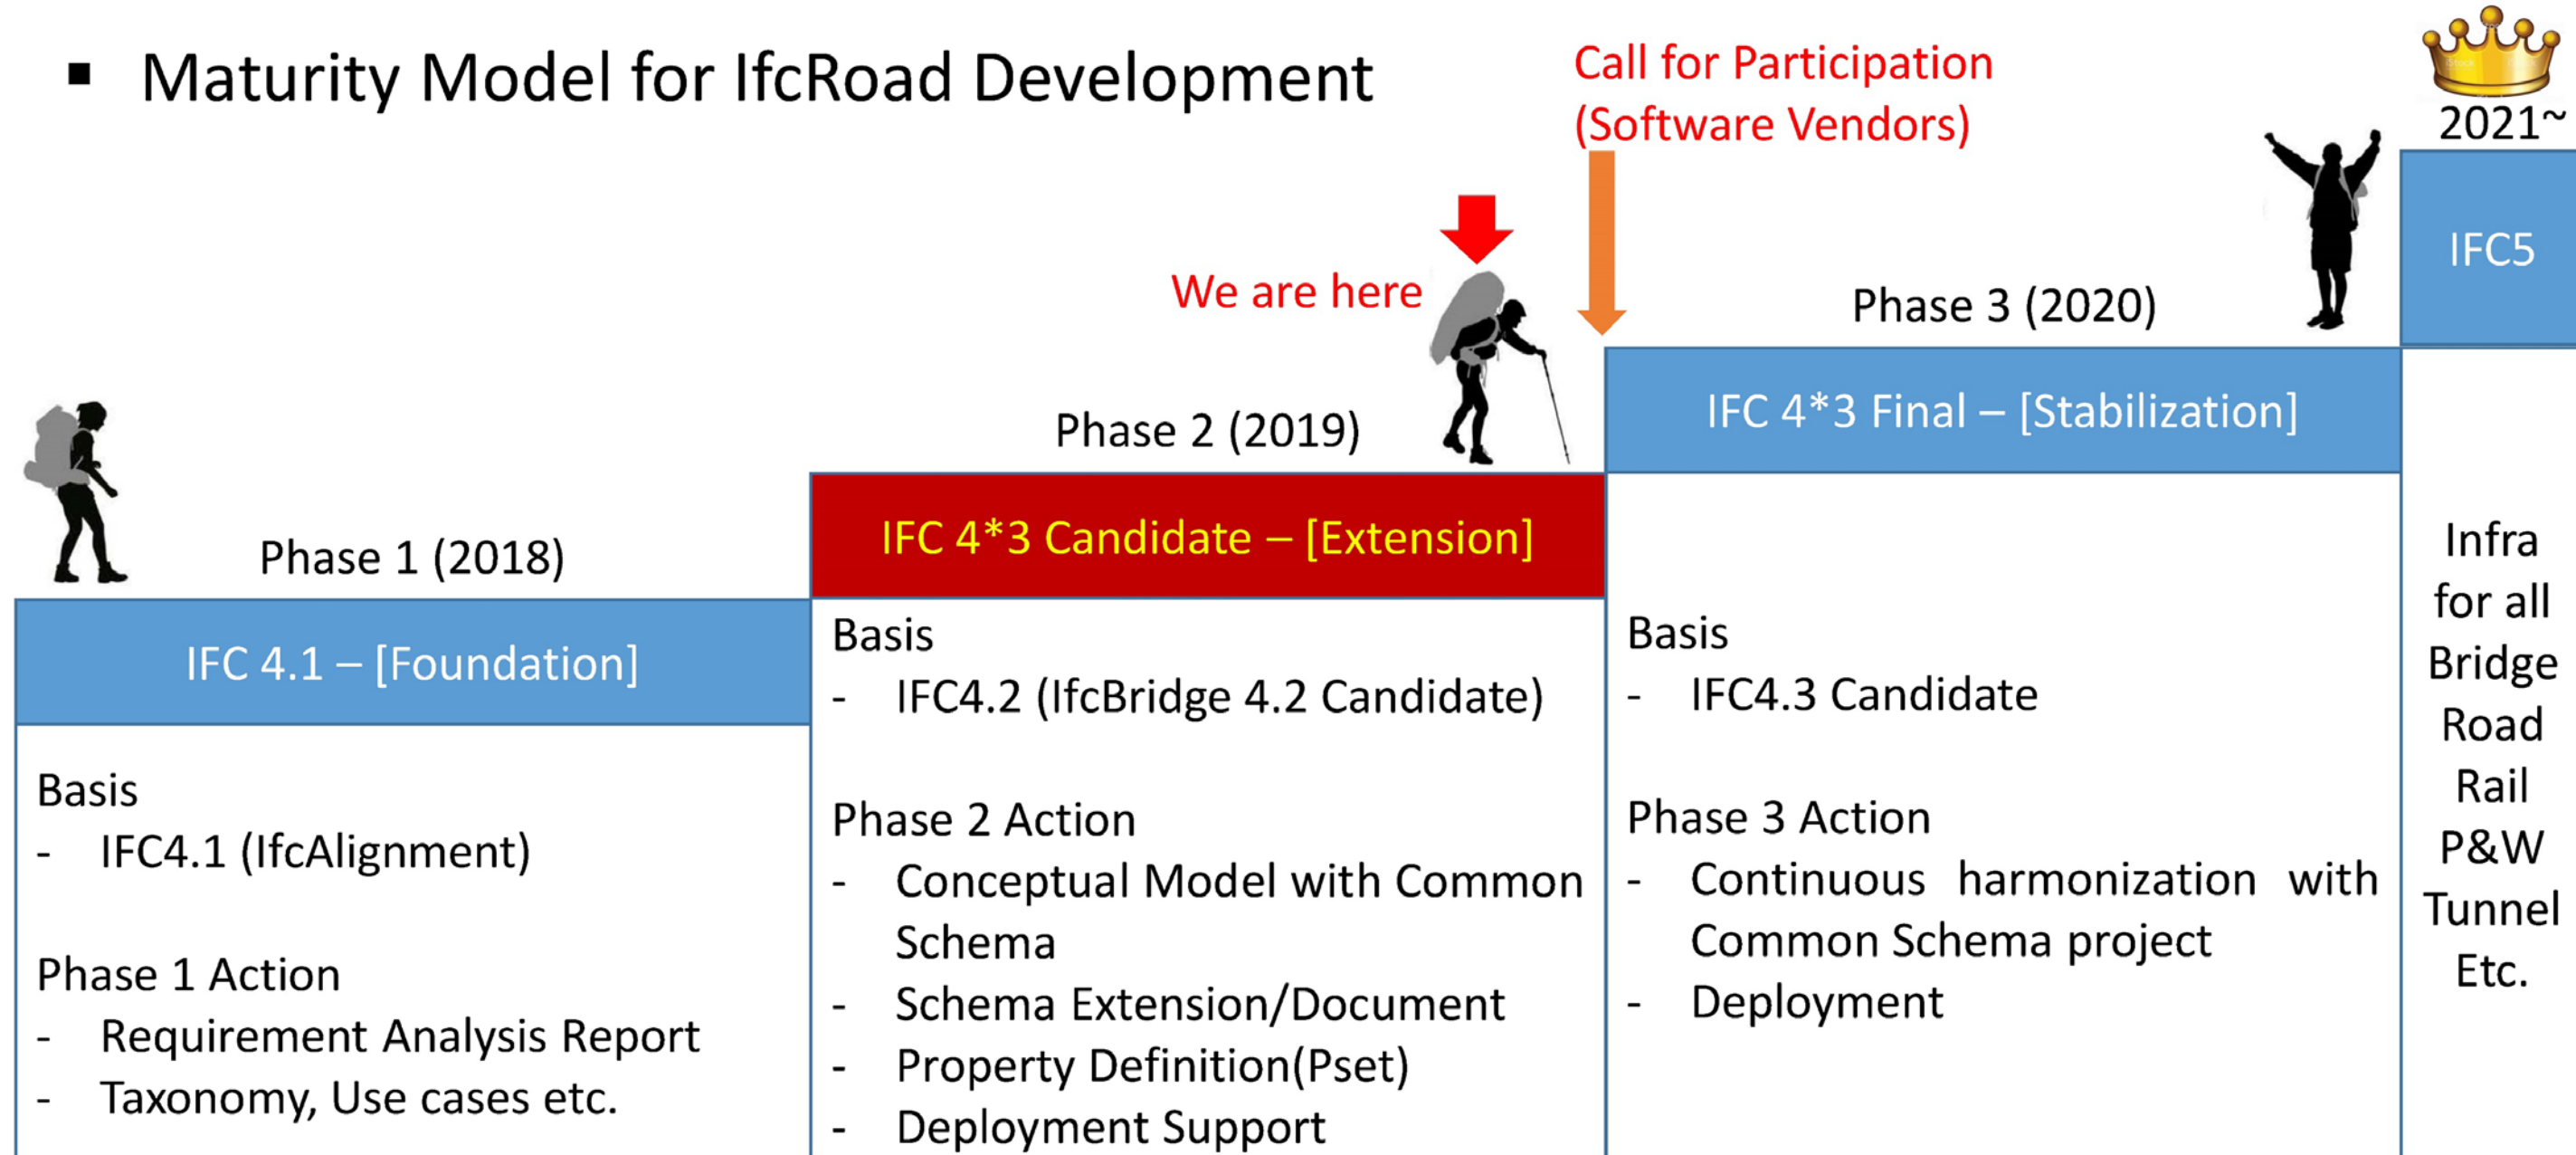 ▪ Maturity Model for IfcRoad Development
Call for Participation
(Software Vendors)
2021~
IFC5
We are here
Phase 3 (2020)
IFC 4*3 Final – [Stabilization]
Phase 2 (2019)
IFC 4*3 Candidate – [Extension]
Phase 1 (2018)
IFC 4.1 – [Foundation]
Basis
- IFC4.1 (IfcAlignment)
Phase 1 Action
- Requirement Analysis Report
- Taxonomy, Use cases etc.
Basis
- IFC4.2 (IfcBridge 4.2 Candidate)
Phase 2 Action
- Conceptual Model with Common
Schema
- Schema Extension/Document
- Property Definition(Pset)
- Deployment Support
Basis
- IFC4.3 Candidate
Phase 3 Action
- Continuous harmonization with
Common Schema project
- Deployment
Infra
for all
Bridge
Road
Rail
P&W
Tunnel
Etc.